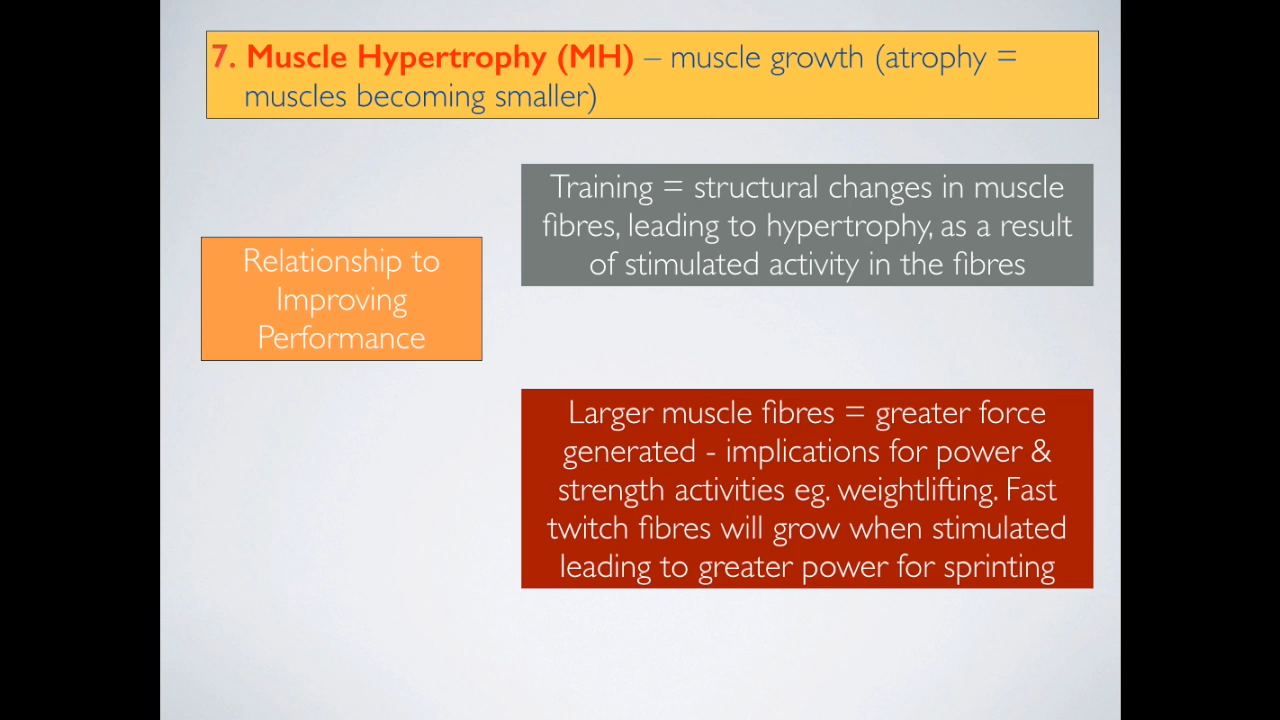 7. Muscle Hypertrophy (MH) – muscle growth (atrophy =
muscles becoming smaller)
Training = structural changes in muscle
fibres, leading to hypertrophy, as a result
of stimulated activity in the fibres
Relationship to
Improving
Performance
Larger muscle fibres = greater force
generated - implications for power &
strength activities eg. weightlifting. Fast
twitch fibres will grow when stimulated
leading to greater power for sprinting